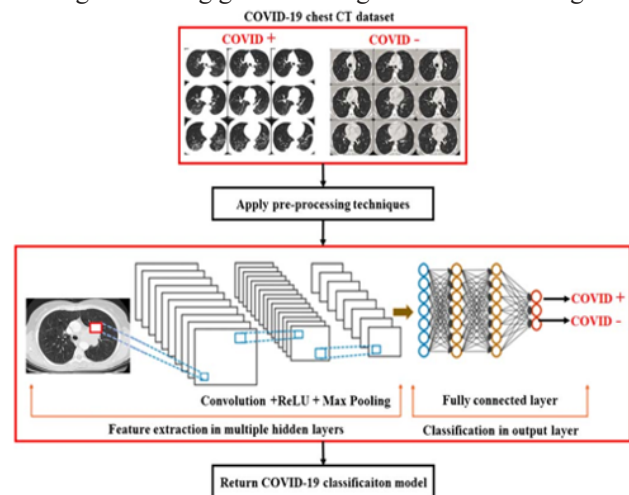 COVID-19 chest CT dataset
COVID +
COVID -
Apply pre-processing techniques
COVID +
COVID -
Convolution +ReLU + Max Pooling
Fully connected layer
Feature extraction in multiple hidden layers
Classification in output layer
Return COVID-19 classificaiton model